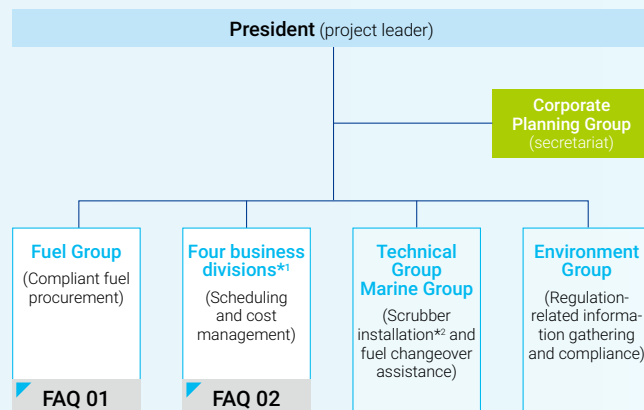 President (project leader)
Corporate
Planning Group
(secretariat)
Fuel Group
(Compliant fuel
procurement)
FAQ 01
Four business
divisions*1
(Scheduling
and cost
management)
FAQ 02
Technical
Group
Marine Group
(Scrubber
installation*2 and
fuel changeover
assistance)
Environment
Group
(Regulation-
related informa-
tion gathering
and compliance)